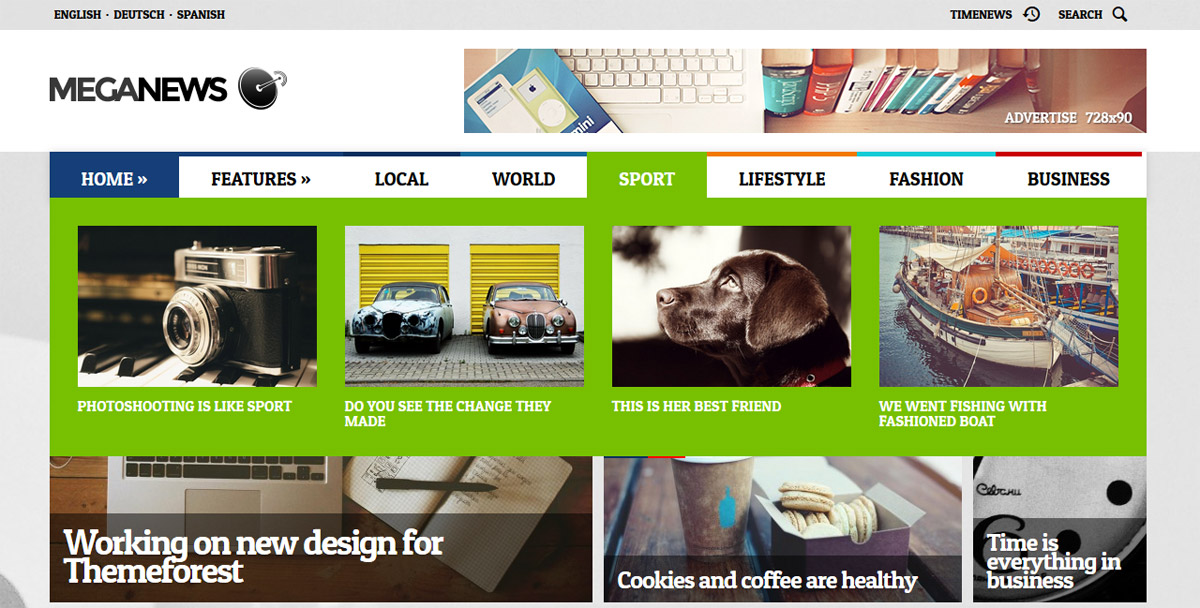 ENGLISH · DEUTSCH · SPANISH
TIMENEWS
SEARCH
MEGANEWS
mini
ADVERTISE 728x90
HOME »
FEATURES »
LOCAL
WORLD
SPORT
LIFESTYLE
FASHION
BUSINESS
PHOTOSHOOTING IS LIKE SPORT
DO YOU SEE THE CHANGE THEY
MADE
THIS IS HER BEST FRIEND
WE WENT FISHING WITH
FASHIONED BOAT
Working on new design for
Themeforest
Cookies and coffee are healthy
Time is
everything in
business